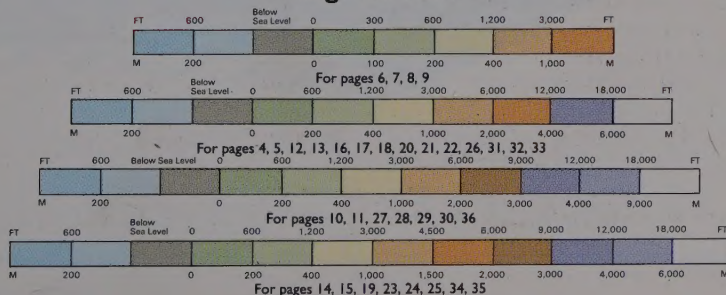 FT 600 Below Sea Level 0 300 600 1,200 3,000 FT
M 200 0 100 200 400 1,000 M
For pages 6, 7, 8, 9
FT 600 Below Sea Level 0 600 1,200 3,000 6,000 12,000 18,000 FT
M 200 0 200 400 1,000 2,000 4,000 6,000 M
For pages 4, 5, 12, 13, 16, 17, 18, 20, 21, 22, 26, 31, 32, 33
FT 600 Below Sea Level 0 600 1,200 3,000 6,000 9,000 12,000 18,000 FT
M 200 0 200 400 1,000 2,000 3,000 4,000 9,000 M
For pages 10, 11, 27, 28, 29, 30, 36
FT 600 Below Sea Level 0 600 1,200 3,000 4,500 6,000 9,000 12,000 18,000 FT
M 200 0 200 400 1,000 1,500 2,000 3,000 4,000 6,000 M
For pages 14, 15, 19, 23, 24, 25, 34, 35